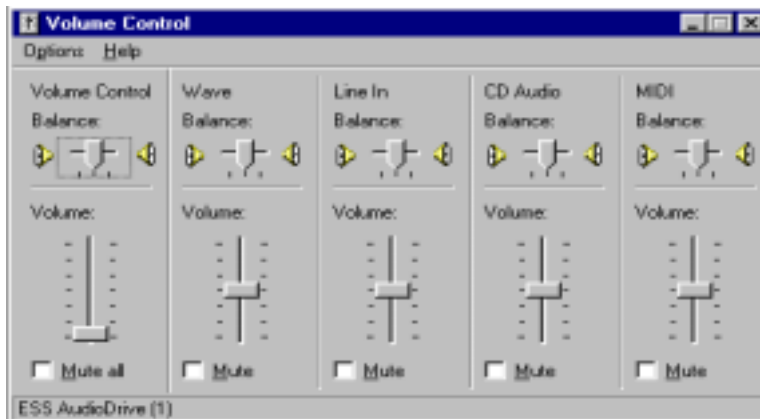 Volume Control
Options Help
Volume Control Wave Line In CD Audio MIDI
Balance: Balance: Balance: Balance: Balance:
Volume: Volume: Volume: Volume: Volume:
Mute all Mute Mute Mute Mute
ESS AudioDrive (1)